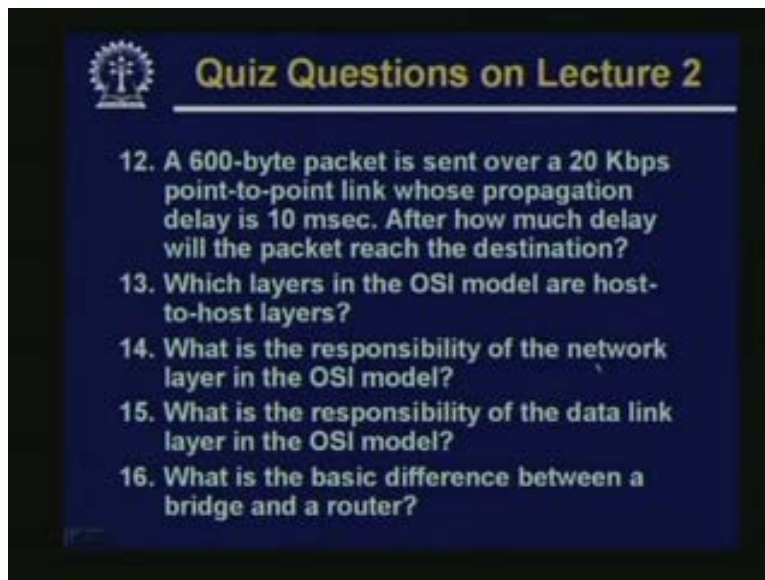 Quiz Questions on Lecture 2
12. A 600-byte packet is sent over a 20 Kbps
point-to-point link whose propagation
delay is 10 msec. After how much delay
will the packet reach the destination?
13. Which layers in the OSI model are host-
to-host layers?
14. What is the responsibility of the network
layer in the OSI model?
15. What is the responsibility of the data link
layer in the OSI model?
16. What is the basic difference between a
bridge and a router?